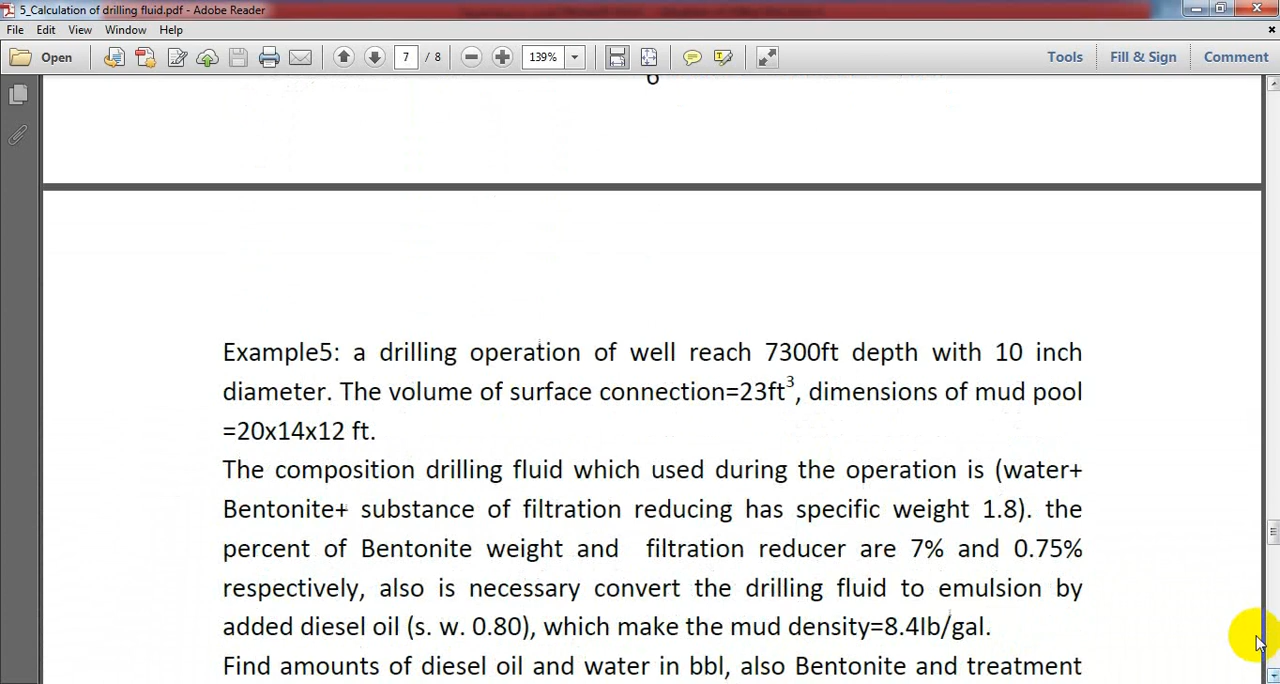 5_Calculation of drilling fluid.pdf - Adobe Reader
File Edit View Window Help
Open 7 / 8 139% Tools Fill & Sign Comment
6
Example5: a drilling operation of well reach 7300ft depth with 10 inch
diameter. The volume of surface connection=23ft³, dimensions of mud pool
=20x14x12 ft.
The composition drilling fluid which used during the operation is (water+
Bentonite+ substance of filtration reducing has specific weight 1.8). the
percent of Bentonite weight and filtration reducer are 7% and 0.75%
respectively, also is necessary convert the drilling fluid to emulsion by
added diesel oil (s. w. 0.80), which make the mud density=8.4lb/gal.
Find amounts of diesel oil and water in bbl, also Bentonite and treatment